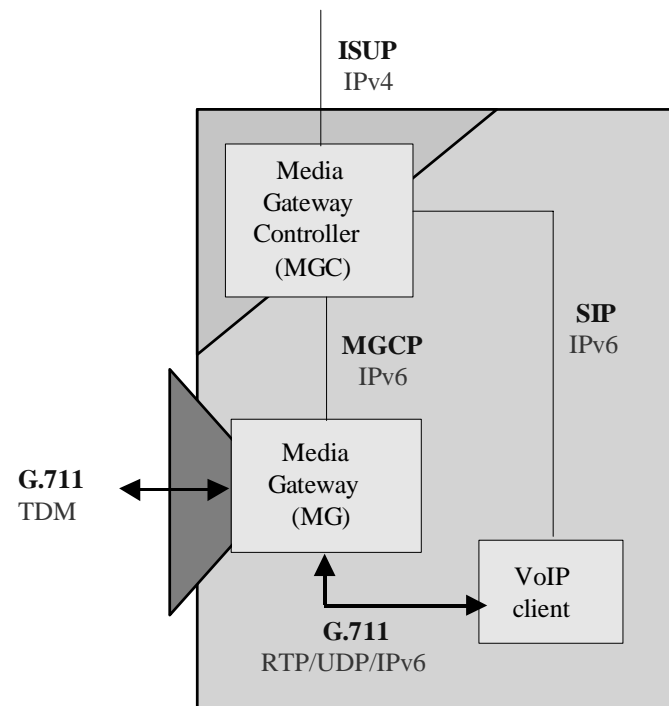 ISUP
IPv4
Media
Gateway
Controller
(MGC)
SIP
IPv6
MGCP
IPv6
Media
Gateway
(MG)
G.711
TDM
VoIP
client
G.711
RTP/UDP/IPv6